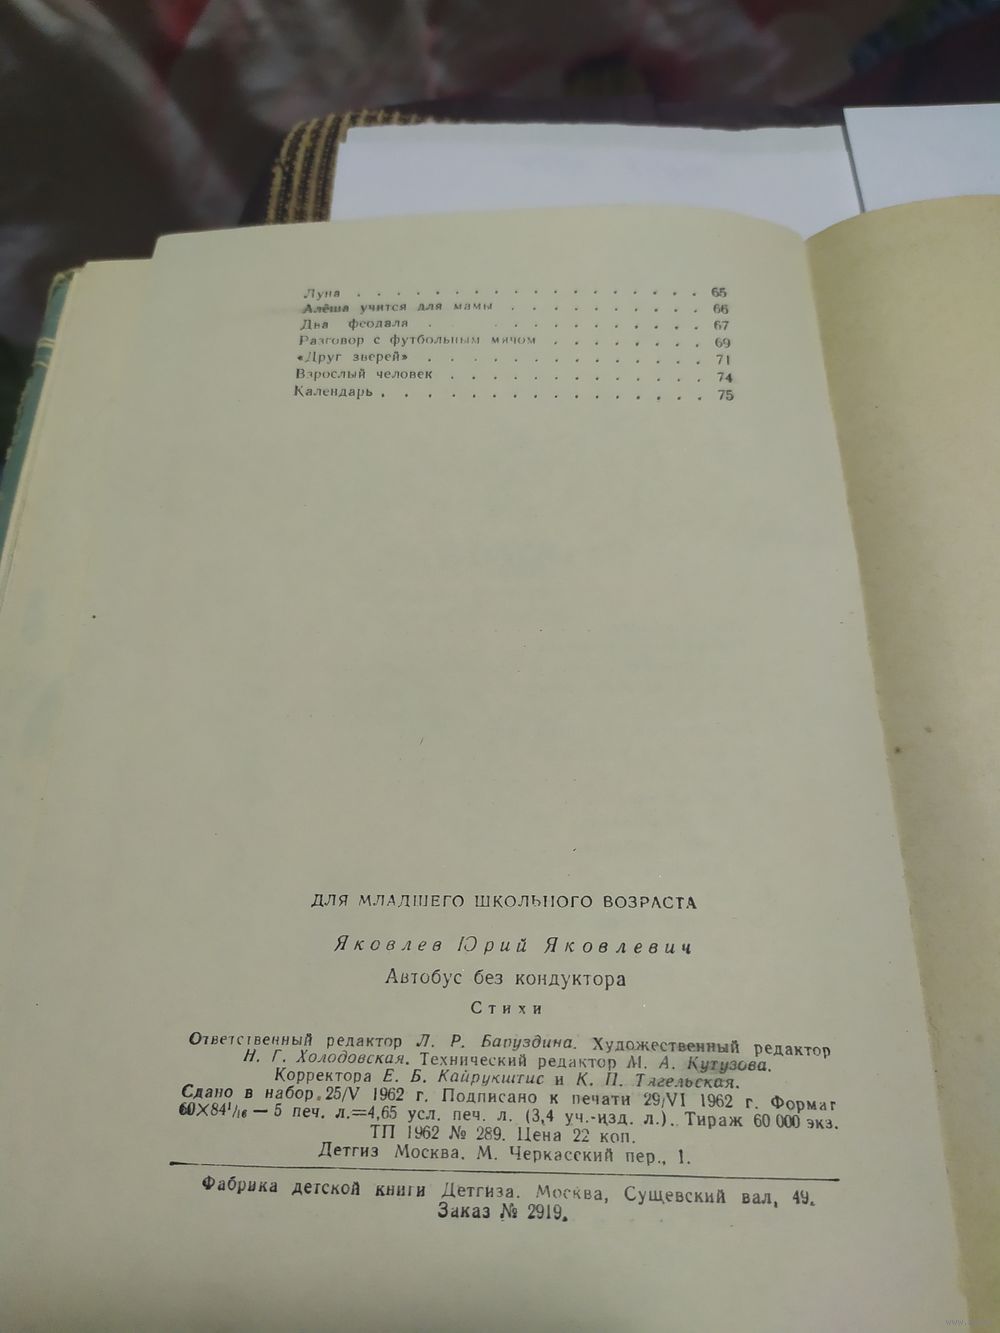 Луна . . . . . . . . . . . . . . . . . 65
Алёша учится для мамы . . . . . . . . . . 66
Два феодала . . . . . . . . . . . . . 67
Разговор с футбольным мячом . . . . . . . . 69
«Друг зверей» . . . . . . . . . . . . . 71
Взрослый человек . . . . . . . . . . . . 74
Календарь . . . . . . . . . . . . . . . 75
ДЛЯ МЛАДШЕГО ШКОЛЬНОГО ВОЗРАСТА
Яковлев Юрий Яковлевич
Автобус без кондуктора
Стихи
Ответственный редактор Л. Р. Баруздина. Художественный редактор
Н. Г. Холодовская. Технический редактор М. А. Кутузова.
Корректора Е. Б. Кайрукштис и К. П. Тягельская.
Сдано в набор 25/V 1962 г. Подписано к печати 29/VI 1962 г. Формат
60×84¹/₁₆ — 5 печ. л.=4,65 усл. печ. л. (3,4 уч.-изд. л.). Тираж 60 000 экз.
ТП 1962 № 289. Цена 22 коп.
Детгиз Москва. М. Черкасский пер., 1.
Фабрика детской книги Детгиза. Москва, Сущевский вал, 49.
Заказ № 2919.